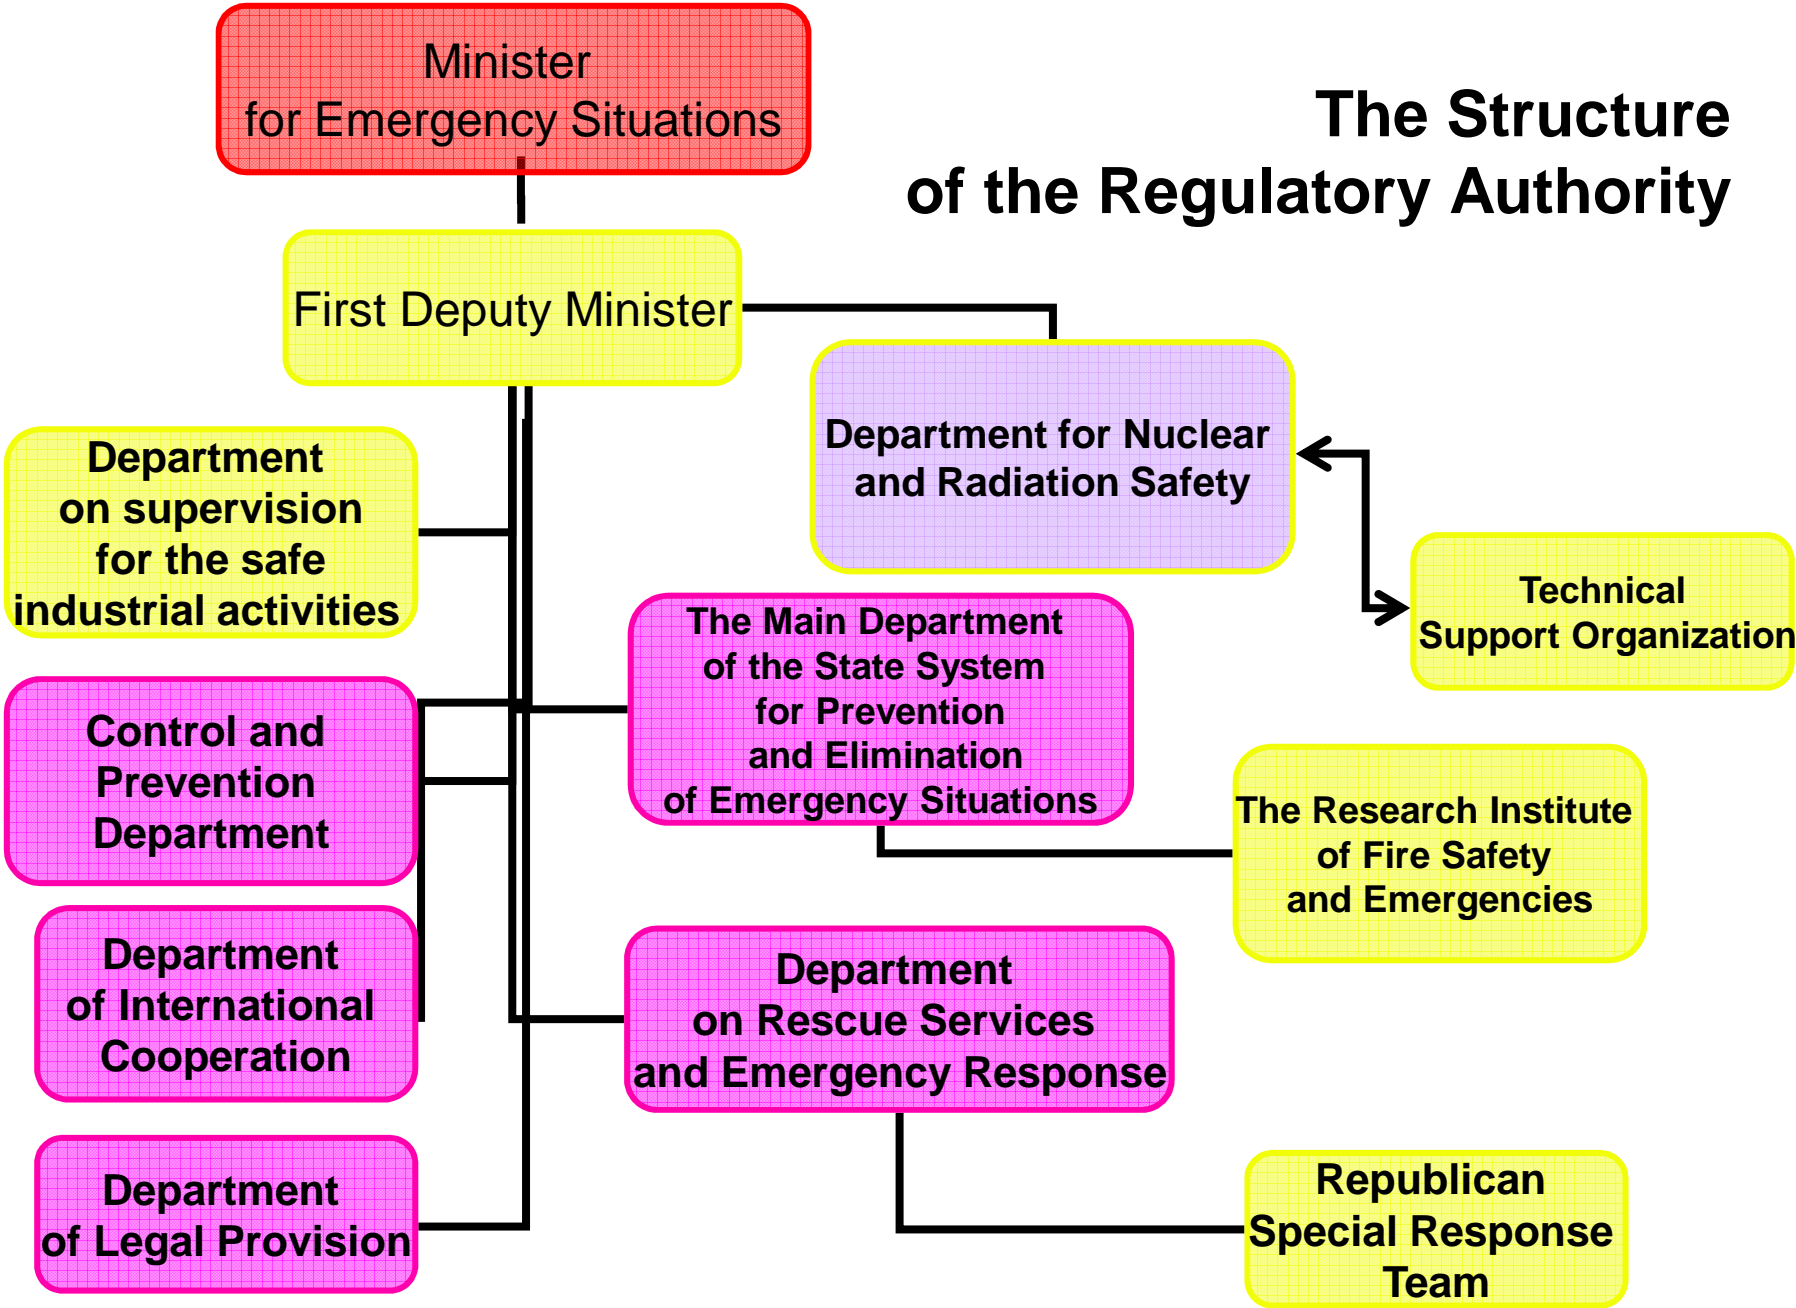 Minister
for Emergency Situations
The Structure
of the Regulatory Authority
First Deputy Minister
Department for Nuclear
and Radiation Safety
Department
on supervision
for the safe
industrial activities
Technical
Support Organization
The Main Department
of the State System
for Prevention
and Elimination
of Emergency Situations
Control and
Prevention
Department
The Research Institute
of Fire Safety
and Emergencies
Department
of International
Cooperation
Department
on Rescue Services
and Emergency Response
Department
of Legal Provision
Republican
Special Response
Team